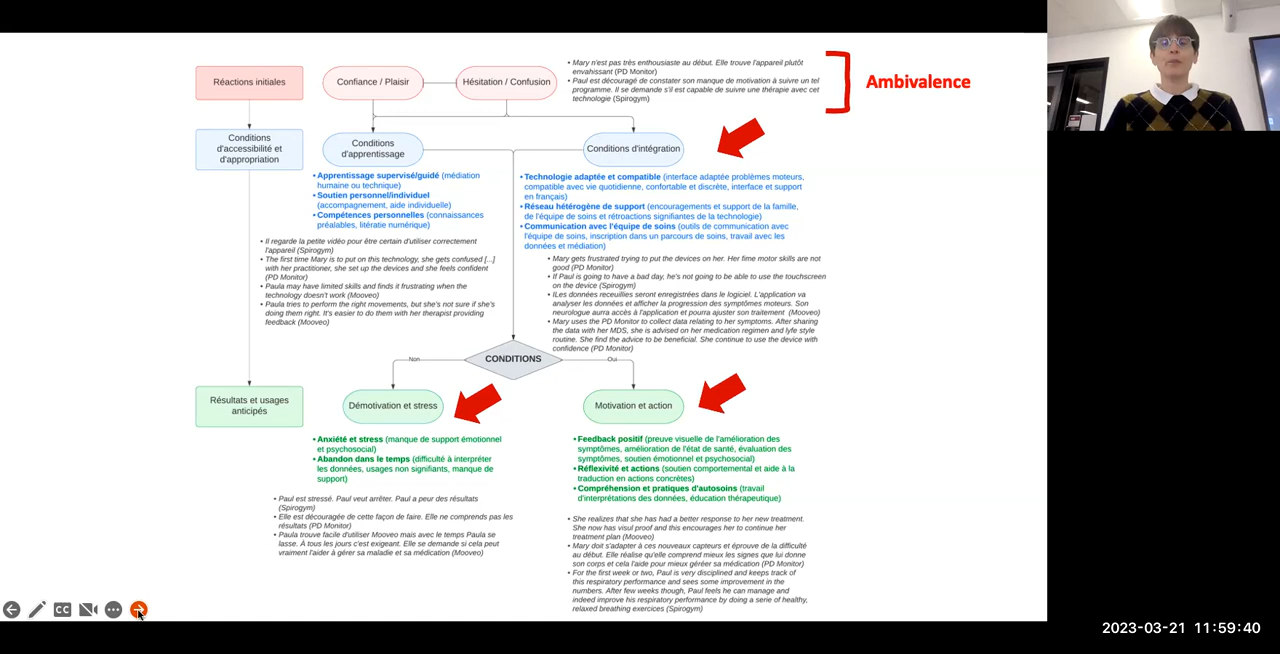 Réactions initiales
Confiance / Plaisir
Hésitation / Confusion
• Mary n'est pas très enthousiaste au début. Elle trouve l'appareil plutôt
envahissant (PD Monitor)
• Paul est découragé de constater son manque de motivation à suivre un tel
programme. Il se demande s'il est capable de suivre une thérapie avec cet
technologie (Spirogym)
Ambivalence
Conditions
d'accessibilité et
d'appropriation
Conditions
d'apprentissage
Conditions d'intégration
• Apprentissage supervisé/guidé (médiation
humaine ou technique)
• Soutien personnel/individuel
(accompagnement, aide individuelle)
• Compétences personnelles (connaissances
préalables, litératie numérique)
• Technologie adaptée et compatible (interface adaptée problèmes moteurs,
compatible avec vie quotidienne, confortable et discrète, interface et support
en français)
• Réseau hétérogène de support (encouragements et support de la famille,
de l'équipe de soins et rétroactions signifiantes de la technologie)
• Communication avec l'équipe de soins (outils de communication avec
l'équipe de soins, inscription dans un parcours de soins, travail avec les
données et médiation)
• Il regarde la petite vidéo pour être certain d'utiliser correctement
l'appareil (Spirogym)
• The first time Mary is to put on this technology, she gets confused [...]
with her practitioner, she set up the devices and she feels confident
(PD Monitor)
• Paula may have limited skills and finds it frustrating when the
technology doesn't work (Mooveo)
• Paula tries to perform the right movements, but she's not sure if she's
doing them right. It's easier to do them with her therapist providing
feedback (Mooveo)
• Mary gets frustrated trying to put the devices on her. Her fime motor skills are not
good (PD Monitor)
• If Paul is going to have a bad day, he's not going to be able to use the touchscreen
on the device (Spirogym)
• ILes données receuillies seront enregistrées dans le logiciel. L'application va
analyser les données et afficher la progression des symptômes moteurs. Son
neurologue aurra accès à l'application et pourra ajuster son traitement (Mooveo)
• Mary uses the PD Monitor to collect data relating to her symptoms. After sharing
the data with her MDS, she is advised on her medication regimen and lyfe style
routine. She find the advice to be beneficial. She continue to use the device with
confidence (PD Monitor)
CONDITIONS
Non
Oui
Résultats et usages
anticipés
Démotivation et stress
Motivation et action
• Anxiété et stress (manque de support émotionnel
et psychosocial)
• Abandon dans le temps (difficulté à interpréter
les données, usages non signifiants, manque de
support)
• Feedback positif (preuve visuelle de l'amélioration des
symptômes, amélioration de l'état de santé, évaluation des
symptômes, soutien émotionnel et psychosocial)
• Réflexivité et actions (soutien comportemental et aide à la
traduction en actions concrètes)
• Compréhension et pratiques d'autosoins (travail
d'interprétations des données, éducation thérapeutique)
• Paul est stressé. Paul veut arrêter. Paul a peur des résultats
(Spirogym)
• Elle est découragée de cette façon de faire. Elle ne comprends pas les
résultats (PD Monitor)
• Paula trouve facile d'utiliser Mooveo mais avec le temps Paula se
lasse. À tous les jours c'est exigeant. Elle se demande si cela peut
vraiment l'aider à gérer sa maladie et sa médication (Mooveo)
• She realizes that she has had a better response to her new treatment.
She now has visul proof and this encourages her to continue her
treatment plan (Mooveo)
• Mary doit s'adapter à ces nouveaux capteurs et éprouve de la difficulté
au début. Elle réalise qu'elle comprend mieux les signes que lui donne
son corps et cela l'aide pour mieux géréer sa médication (PD Monitor)
• For the first week or two, Paul is very disciplined and keeps track of
this respiratory performance and sees some improvement in the
numbers. After few weeks though, Paul feels he can manage and
indeed improve his respiratory performance by doing a serie of healthy,
relaxed breathing exercices (Spirogym)
CC
2023-03-21 11:59:40